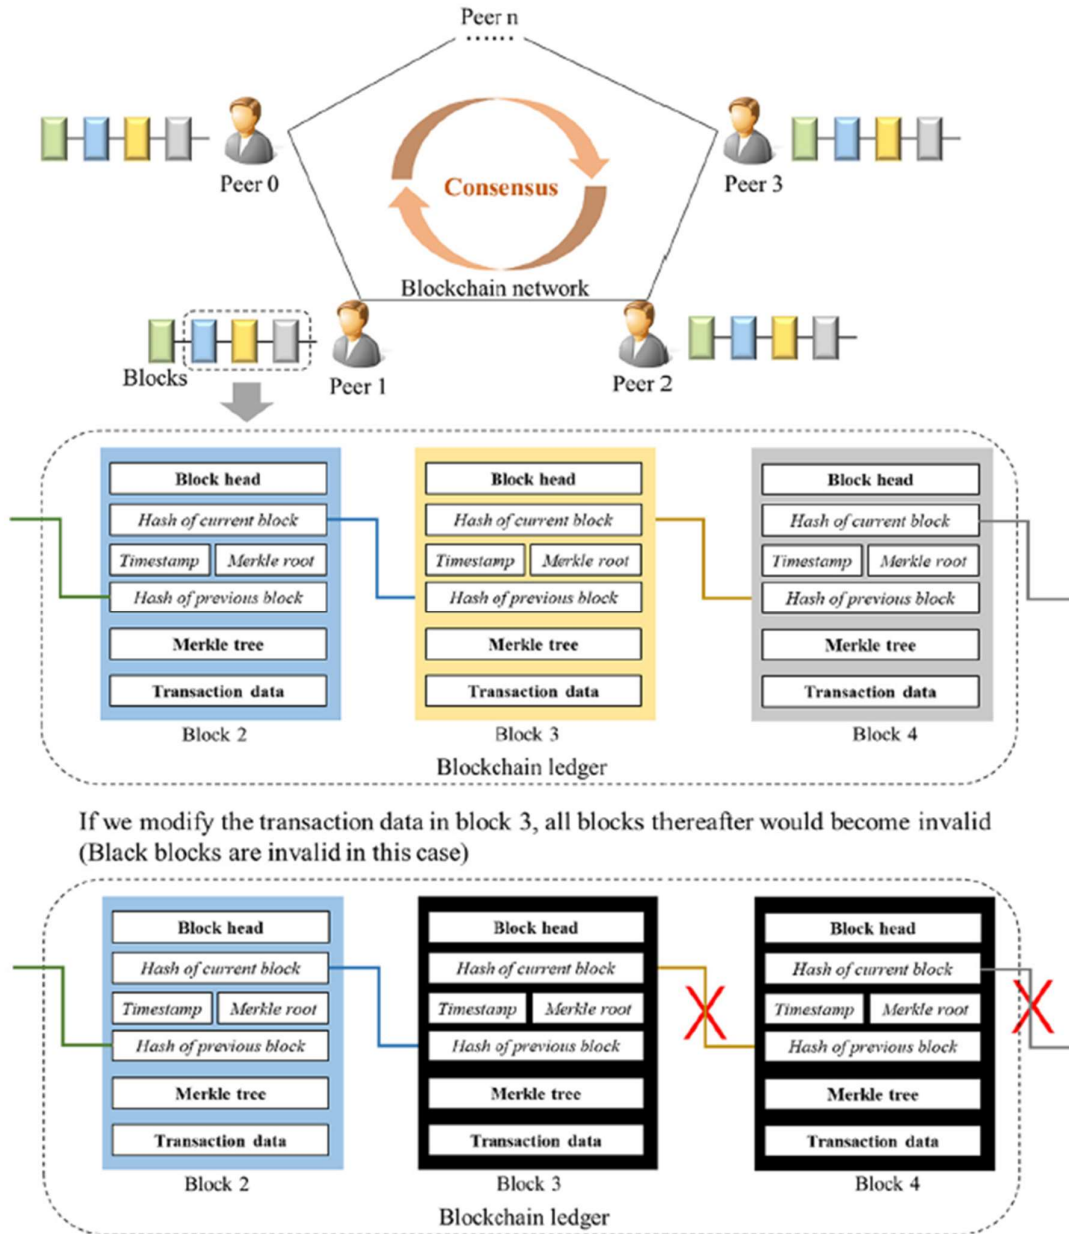 Peer n
......
Peer 0
Consensus
Peer 3
Blockchain network
Blocks
Peer 1
Peer 2
Block head
Hash of current block
Timestamp
Merkle root
Hash of previous block
Merkle tree
Transaction data
Block 2
Block head
Hash of current block
Timestamp
Merkle root
Hash of previous block
Merkle tree
Transaction data
Block 3
Block head
Hash of current block
Timestamp
Merkle root
Hash of previous block
Merkle tree
Transaction data
Block 4
Blockchain ledger
If we modify the transaction data in block 3, all blocks thereafter would become invalid
(Black blocks are invalid in this case)
Block head
Hash of current block
Timestamp
Merkle root
Hash of previous block
Merkle tree
Transaction data
Block 2
Block head
Hash of current block
Timestamp
Merkle root
Hash of previous block
Merkle tree
Transaction data
Block 3
Block head
Hash of current block
Timestamp
Merkle root
Hash of previous block
Merkle tree
Transaction data
Block 4
Blockchain ledger